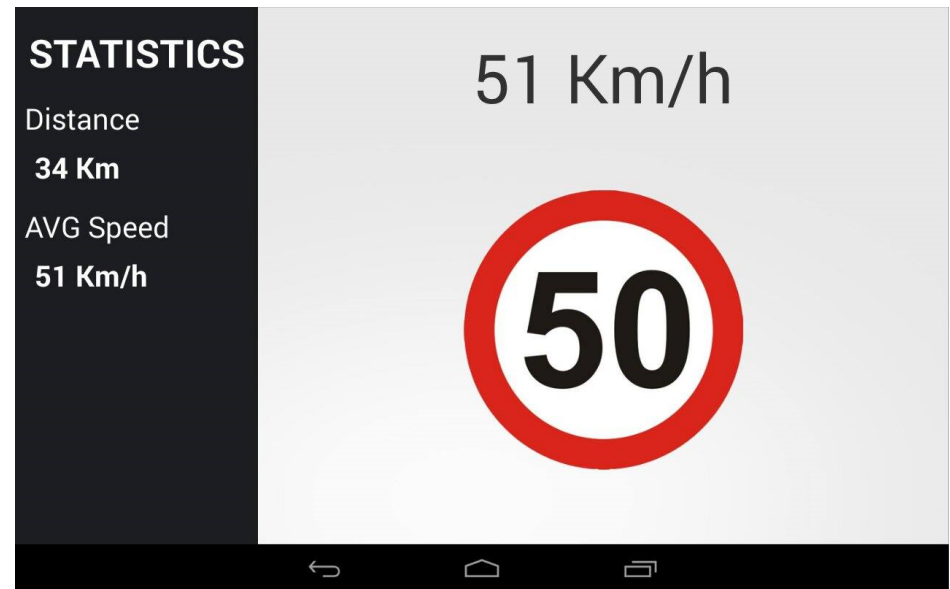 STATISTICS
Distance
34 Km
AVG Speed
51 Km/h
51 Km/h
50